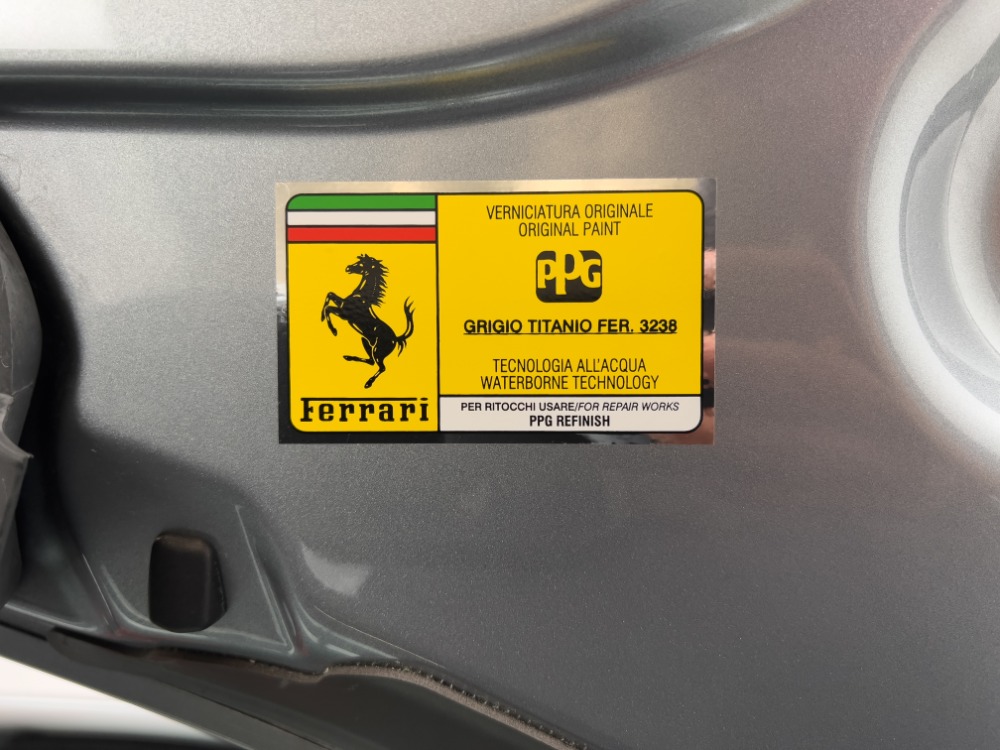 VERNICIATURA ORIGINALE
ORIGINAL PAINT
PPG
GRIGIO TITANIO FER. 3238
TECNOLOGIA ALL'ACQUA
WATERBORNE TECHNOLOGY
Ferrari
PER RITOCCHI USARE/FOR REPAIR WORKS
PPG REFINISH